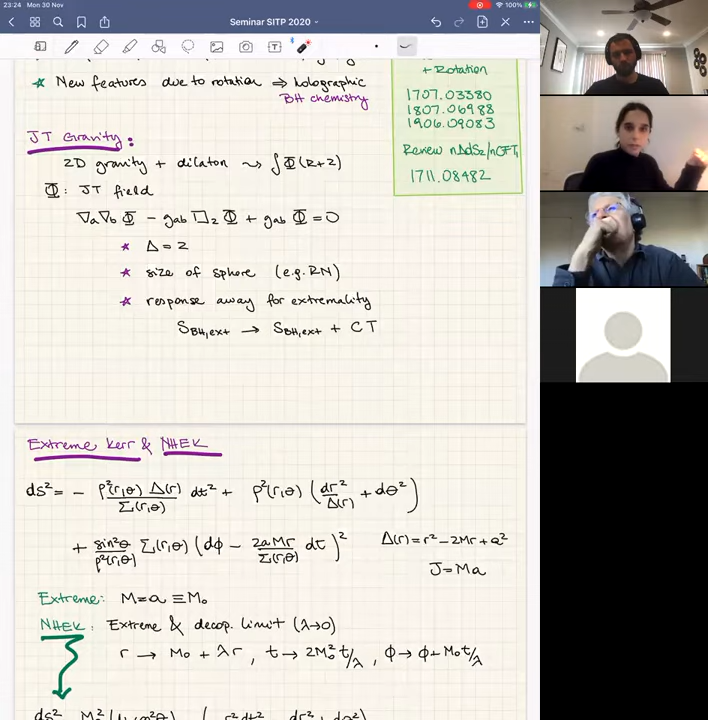 23:24 Mon 30 Nov
100%
Seminar SITP 2020
* New features due to rotation ⇒ holographic
BH chemistry
+ Rotation
1707.03380
1807.06988
1906.09083
Review nAdS2/nCFT1
1711.08482
JT Gravity:
2D gravity + dilaton ⇝ ∫Φ(R+2)
Φ: JT field
∇a∇b Φ − gab □2 Φ + gab Φ = 0
* Δ = 2
* size of sphere (e.g. RN)
* response away for extremality
SBH,ext → SBH,ext + CT
Extreme Kerr & NHEK
ds² = − ρ²(r,θ) Δ(r) / Σ(r,θ) dt² + ρ²(r,θ) ( dr² / Δ(r) + dθ² )
+ sin²θ / ρ²(r,θ) Σ(r,θ) ( dϕ − 2aMr / Σ(r,θ) dt )² Δ(r) = r² − 2Mr + a²
J = Ma
Extreme: M = a ≡ M₀
NHEK: Extreme & decop. limit (λ→0)
r → M₀ + λr , t → 2M₀² t/λ , ϕ → ϕ + M₀ t/λ